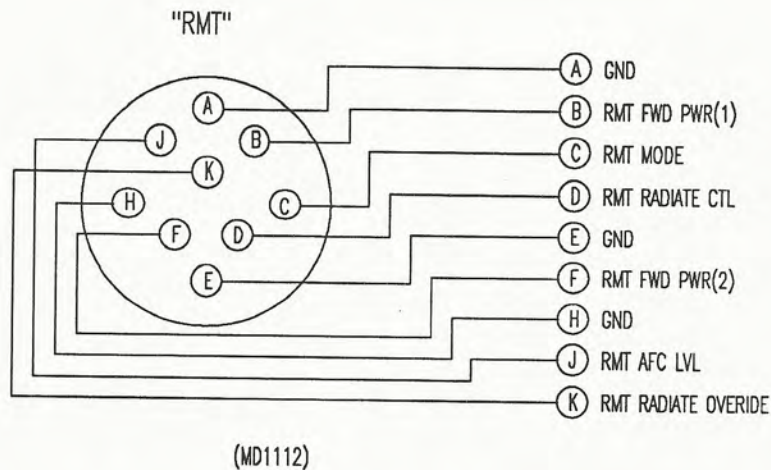 "RMT"
A
J
B
K
H
C
F
D
E
A GND
B RMT FWD PWR(1)
C RMT MODE
D RMT RADIATE CTL
E GND
F RMT FWD PWR(2)
H GND
J RMT AFC LVL
K RMT RADIATE OVERIDE
(MD1112)